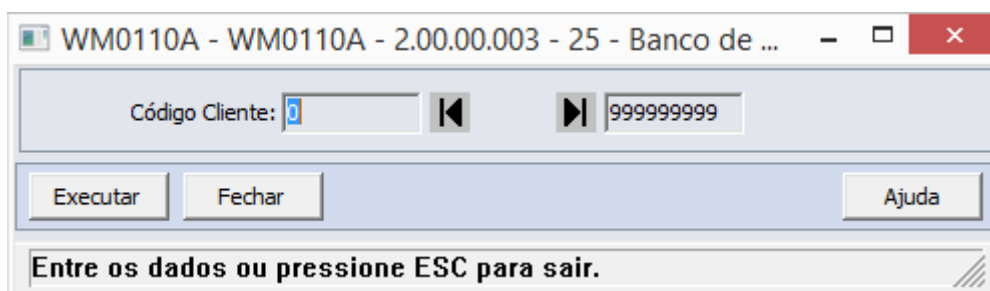 WM0110A - WM0110A - 2.00.00.003 - 25 - Banco de ...
Código Cliente: 0 999999999
Executar Fechar Ajuda
Entre os dados ou pressione ESC para sair.